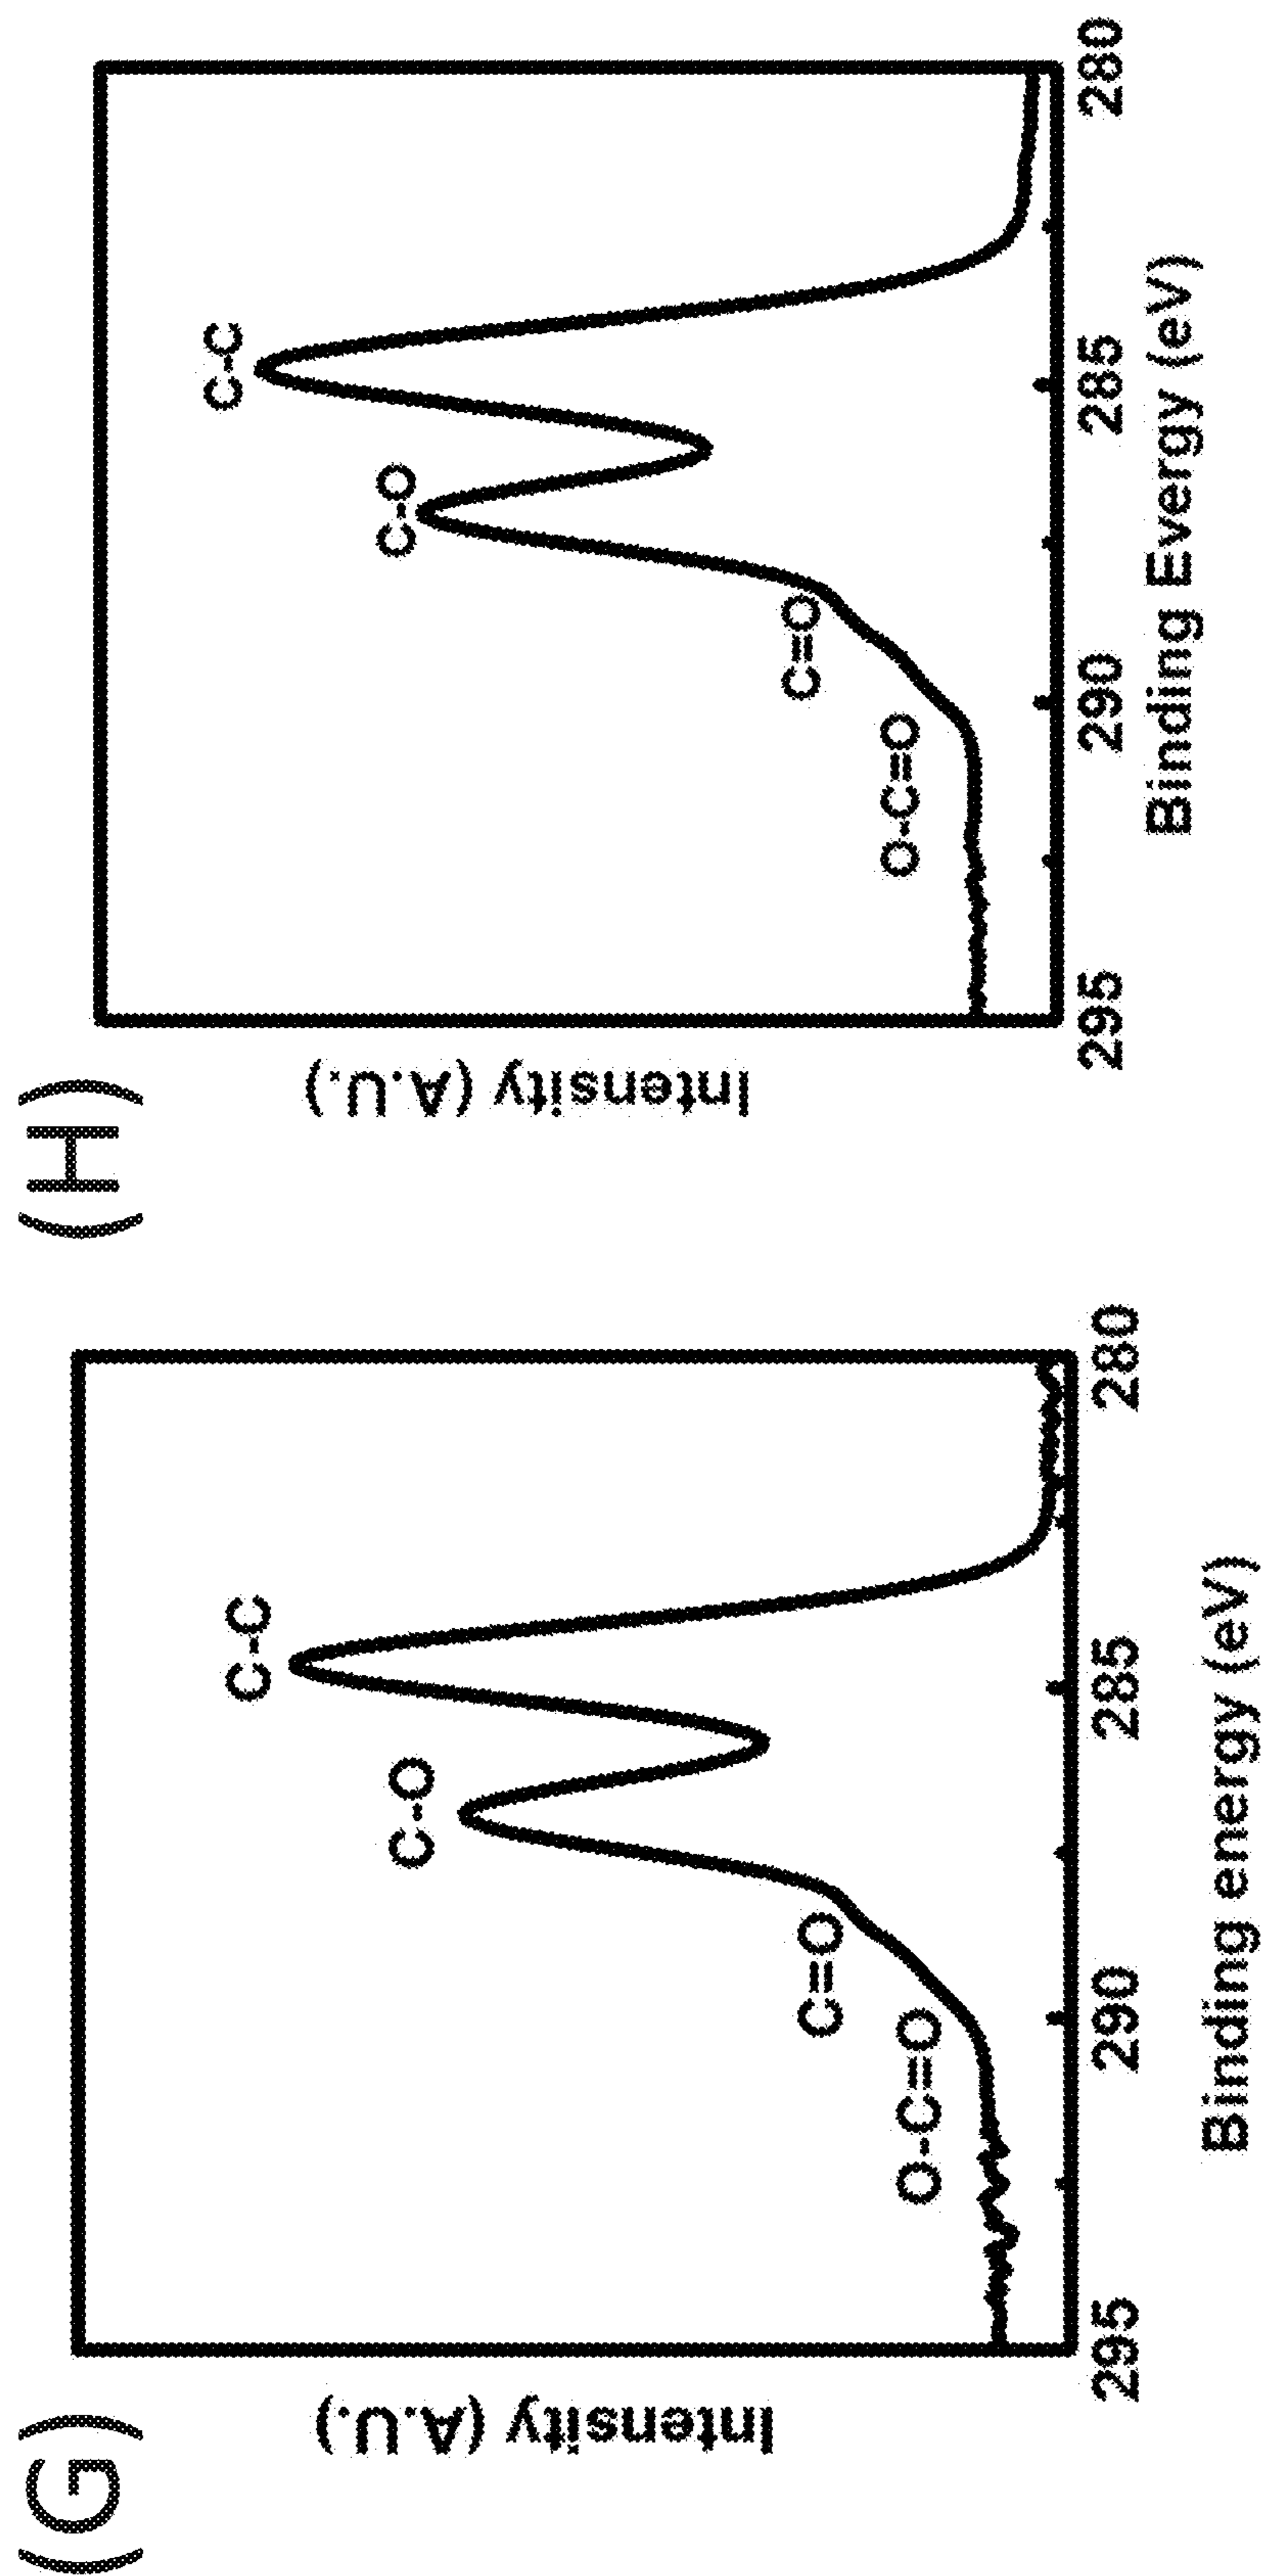 (G)
Intensity (A.U.)
C-C
C-O
C=O
O-C=O
295
290
285
280
Binding energy (eV)
(H)
Intensity (A.U.)
C-C
C-O
C=O
O-C=O
295
290
285
280
Binding Evergy (eV)